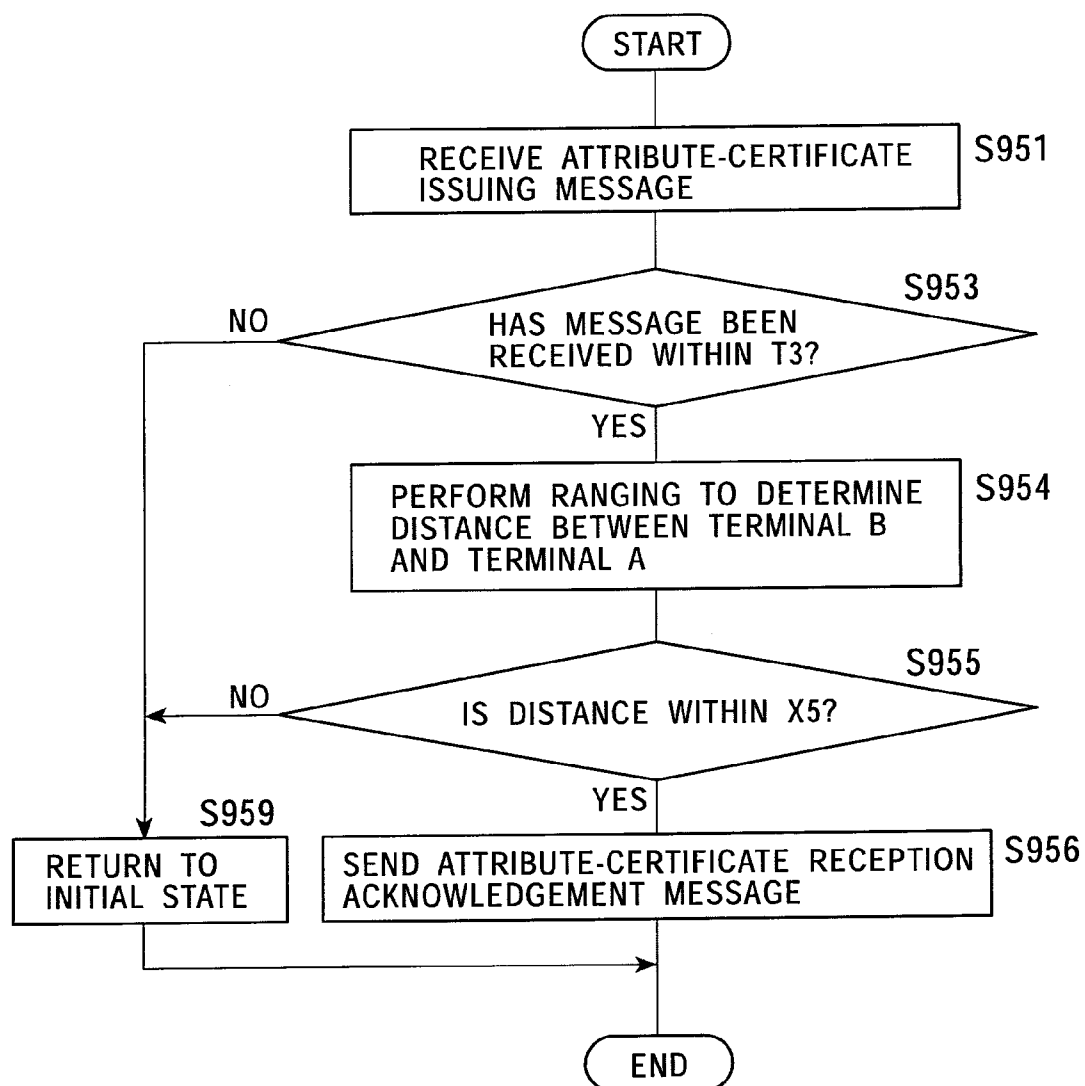 START
RECEIVE ATTRIBUTE-CERTIFICATE
ISSUING MESSAGE
S951
S953
NO
HAS MESSAGE BEEN
RECEIVED WITHIN T3?
YES
PERFORM RANGING TO DETERMINE
DISTANCE BETWEEN TERMINAL B
AND TERMINAL A
S954
S955
NO
IS DISTANCE WITHIN X5?
YES
S959
RETURN TO
INITIAL STATE
SEND ATTRIBUTE-CERTIFICATE RECEPTION
ACKNOWLEDGEMENT MESSAGE
S956
END